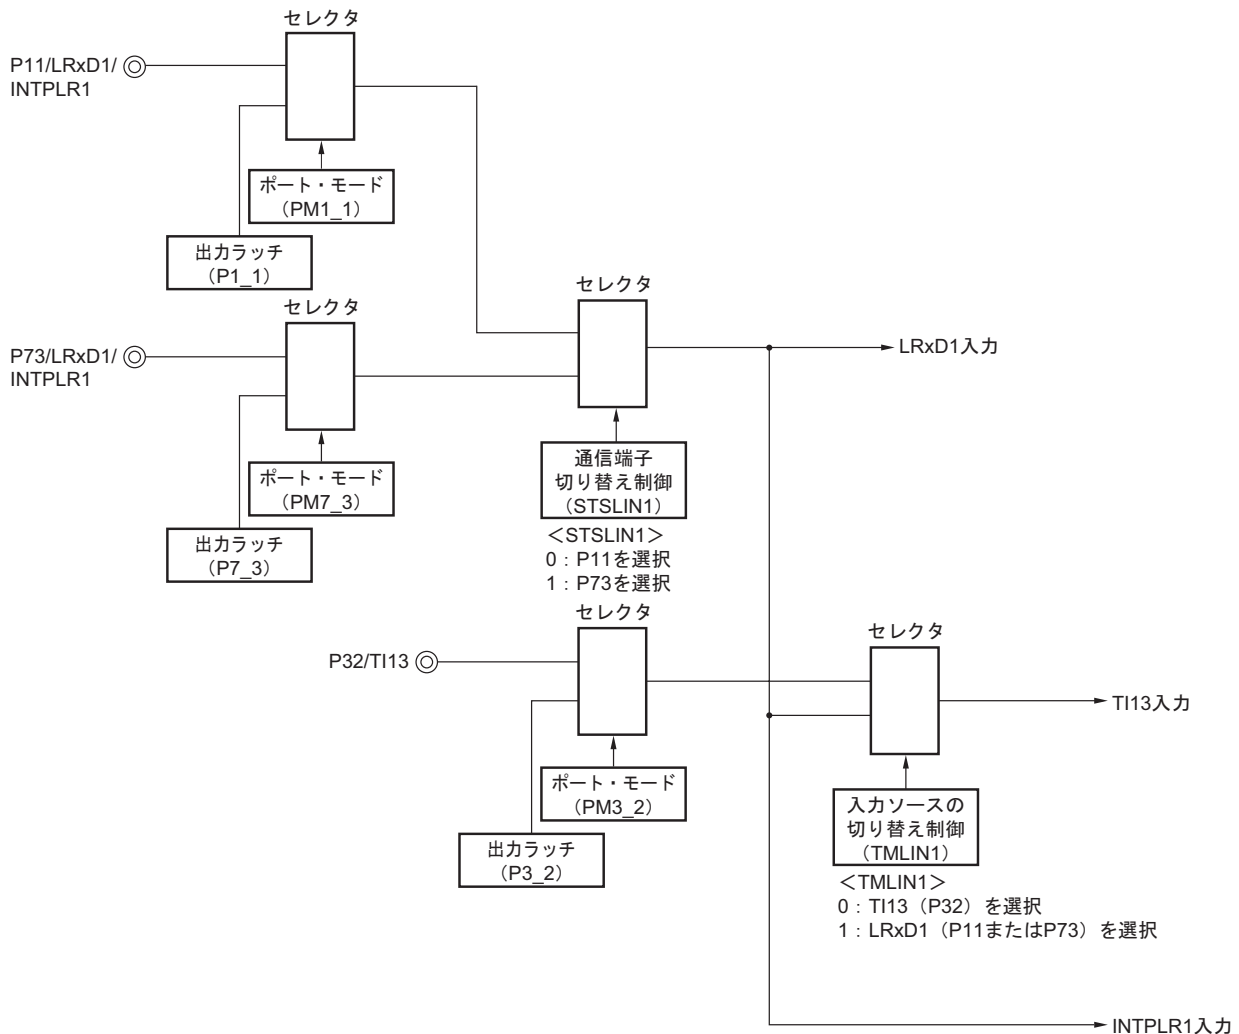 セレクタ
P11/LRxD1/
INTPLR1
ポート・モード
（PM1_1）
出力ラッチ
（P1_1）
セレクタ
P73/LRxD1/
INTPLR1
ポート・モード
（PM7_3）
出力ラッチ
（P7_3）
セレクタ
LRxD1入力
通信端子
切り替え制御
（STSLIN1）
＜STSLIN1＞
0：P11を選択
1：P73を選択
セレクタ
P32/TI13
ポート・モード
（PM3_2）
出力ラッチ
（P3_2）
セレクタ
TI13入力
入力ソースの
切り替え制御
（TMLIN1）
＜TMLIN1＞
0：TI13（P32）を選択
1：LRxD1（P11またはP73）を選択
INTPLR1入力